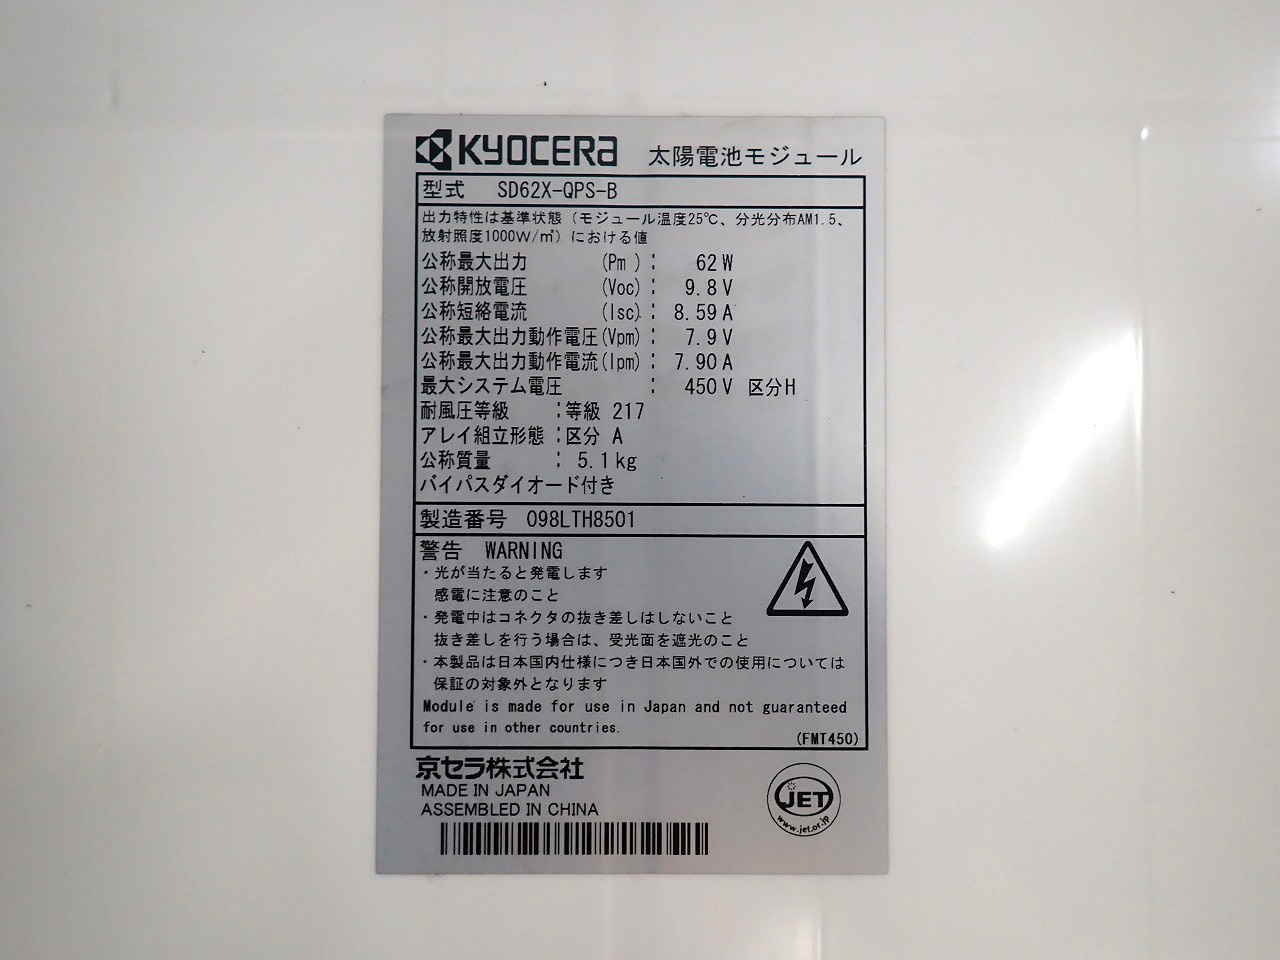 KYOCERA 太陽電池モジュール
型式 SD62X-QPS-B
出力特性は基準状態（モジュール温度25℃、分光分布AM1.5、
放射照度1000W/㎡）における値
公称最大出力 (Pm ): 62 W
公称開放電圧 (Voc): 9.8 V
公称短絡電流 (Isc): 8.59 A
公称最大出力動作電圧(Vpm): 7.9 V
公称最大出力動作電流(Ipm): 7.90 A
最大システム電圧 : 450 V 区分H
耐風圧等級 :等級 217
アレイ組立形態:区分 A
公称質量 : 5.1kg
バイパスダイオード付き
製造番号 098LTH8501
警告 WARNING
・光が当たると発電します
感電に注意のこと
・発電中はコネクタの抜き差しはしないこと
抜き差しを行う場合は、受光面を遮光のこと
・本製品は日本国内仕様につき日本国外での使用については
保証の対象外となります
Module is made for use in Japan and not guaranteed
for use in other countries.
(FMT450)
京セラ株式会社
MADE IN JAPAN
ASSEMBLED IN CHINA
JET
www.jet.or.jp